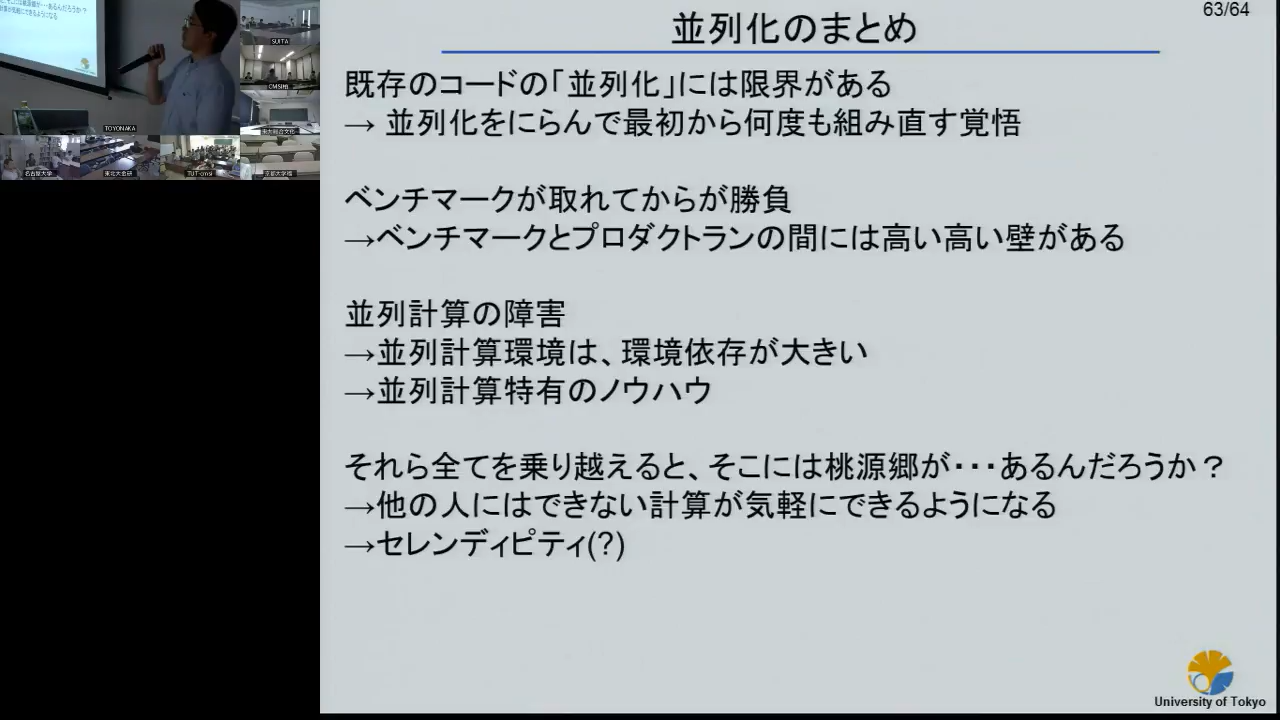 63/64
並列化のまとめ
既存のコードの「並列化」には限界がある
→ 並列化をにらんで最初から何度も組み直す覚悟
ベンチマークが取れてからが勝負
→ベンチマークとプロダクトランの間には高い高い壁がある
並列計算の障害
→並列計算環境は、環境依存が大きい
→並列計算特有のノウハウ
それら全てを乗り越えると、そこには桃源郷が・・・あるんだろうか？
→他の人にはできない計算が気軽にできるようになる
→セレンディピティ(?)
University of Tokyo
SUITA
TOYONAKA
名古屋大学
TUT-cmsi